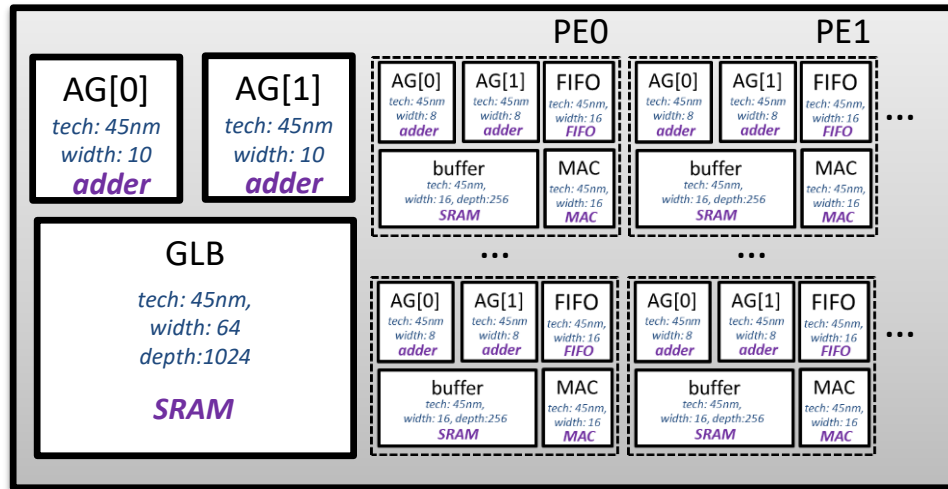 PE0
PE1
AG[0]
tech: 45nm
width: 10
adder
AG[1]
tech: 45nm
width: 10
adder
GLB
tech: 45nm,
width: 64
depth:1024
SRAM
AG[0]
tech: 45nm
width: 8
adder
AG[1]
tech: 45nm
width: 8
adder
FIFO
tech: 45nm,
width: 16
FIFO
buffer
tech: 45nm,
width: 16, depth:256
SRAM
MAC
tech: 45nm,
width: 16
MAC
AG[0]
tech: 45nm
width: 8
adder
AG[1]
tech: 45nm
width: 8
adder
FIFO
tech: 45nm,
width: 16
FIFO
...
buffer
tech: 45nm,
width: 16, depth:256
SRAM
MAC
tech: 45nm,
width: 16
MAC
...
...
AG[0]
tech: 45nm
width: 8
adder
AG[1]
tech: 45nm
width: 8
adder
FIFO
tech: 45nm,
width: 16
FIFO
buffer
tech: 45nm,
width: 16, depth:256
SRAM
MAC
tech: 45nm,
width: 16
MAC
AG[0]
tech: 45nm
width: 8
adder
AG[1]
tech: 45nm
width: 8
adder
FIFO
tech: 45nm,
width: 16
FIFO
...
buffer
tech: 45nm,
width: 16, depth:256
SRAM
MAC
tech: 45nm,
width: 16
MAC